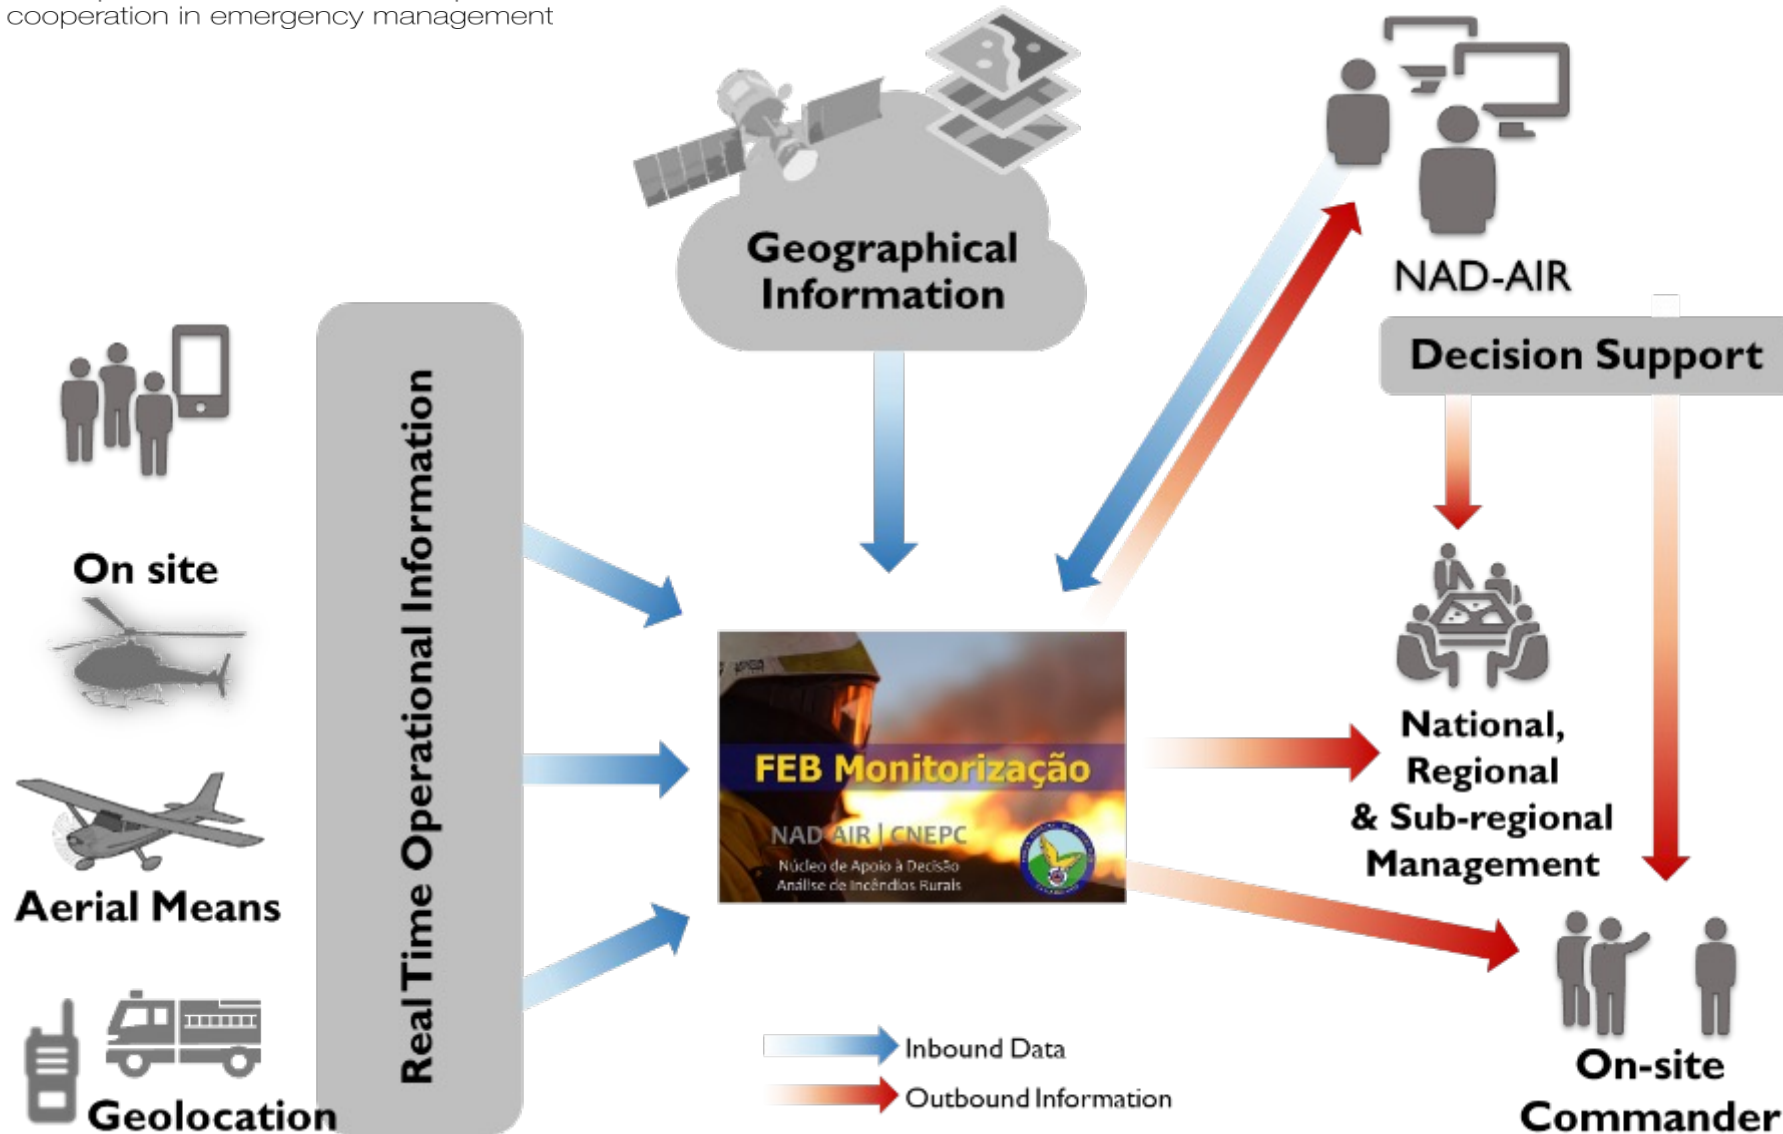 cooperation in emergency management
Geographical
Information
NAD-AIR
Decision Support
Real Time Operational Information
On site
Aerial Means
Geolocation
FEB Monitorização
NAD AIR | CNEPC
Núcleo de Apoio à Decisão
Análise de Incêndios Rurais
National,
Regional
& Sub-regional
Management
On-site
Commander
Inbound Data
Outbound Information